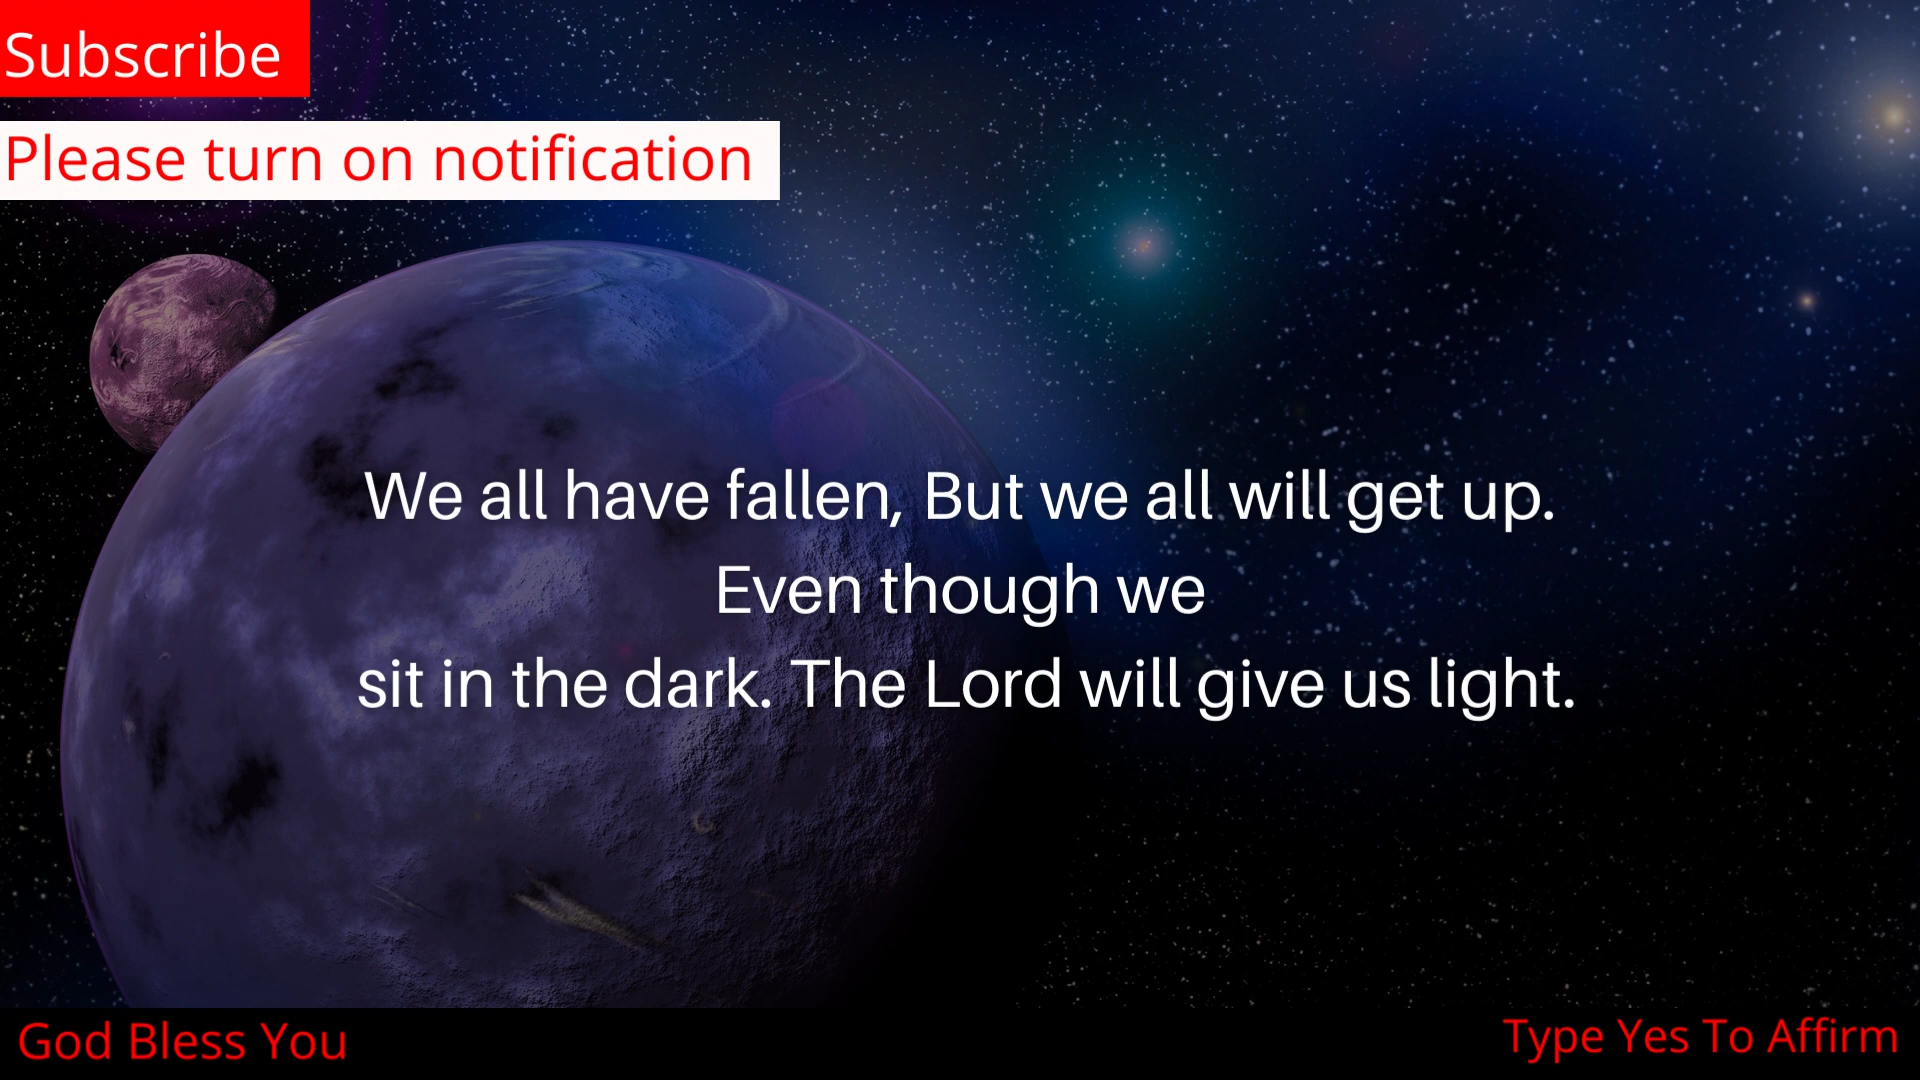 Subscribe
Please turn on notification
We all have fallen, But we all will get up.
Even though we
sit in the dark. The Lord will give us light.
God Bless You
Type Yes To Affirm